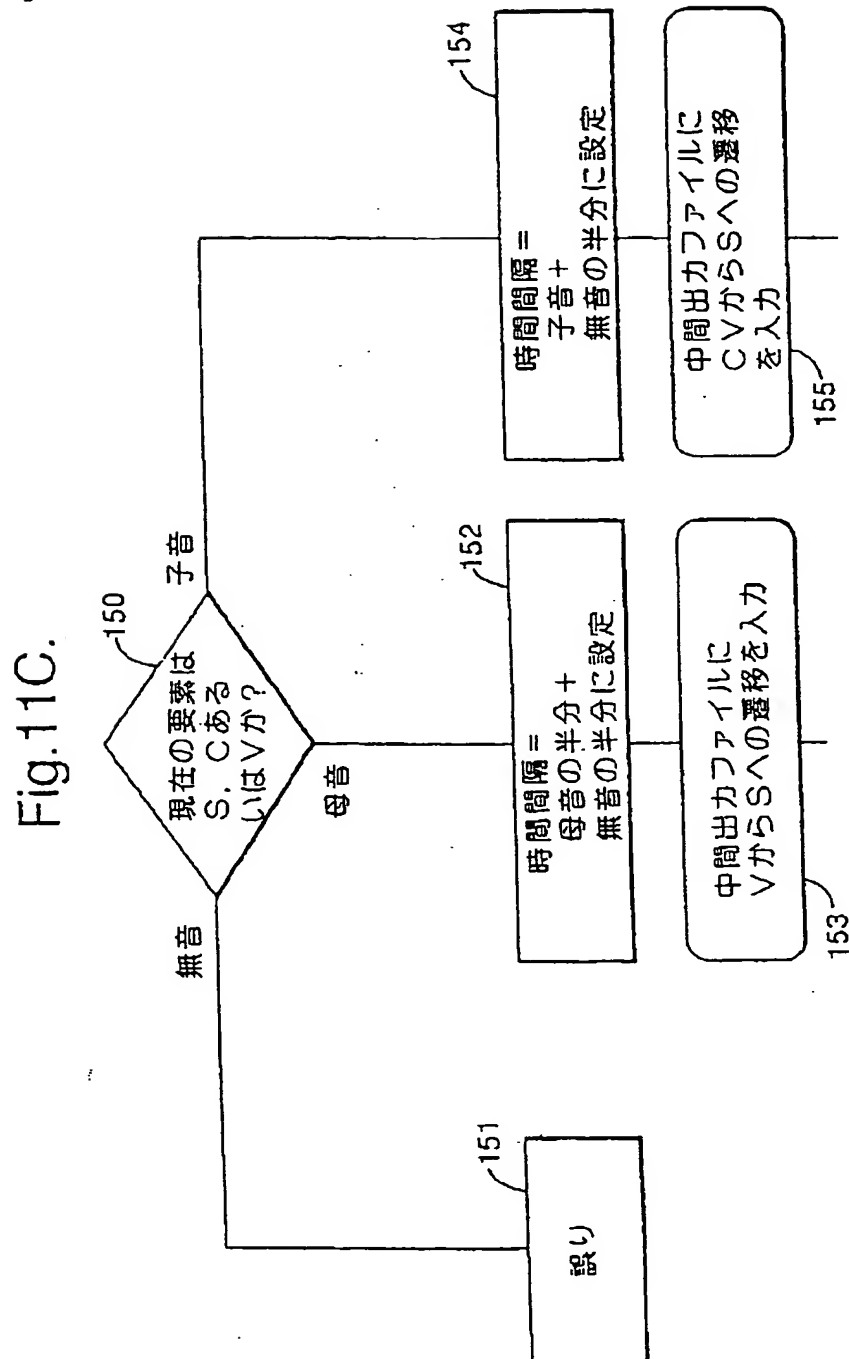 Fig.11C.
150
現在の要素は
S,Cある
いはVか?
無音
母音
子音
151
誤り
152
時間間隔=
母音の半分+
無音の半分に設定
中間出力ファイルに
VからSへの遷移を入力
153
154
時間間隔=
子音+
無音の半分に設定
中間出力ファイルに
CVからSへの遷移
を入力
155